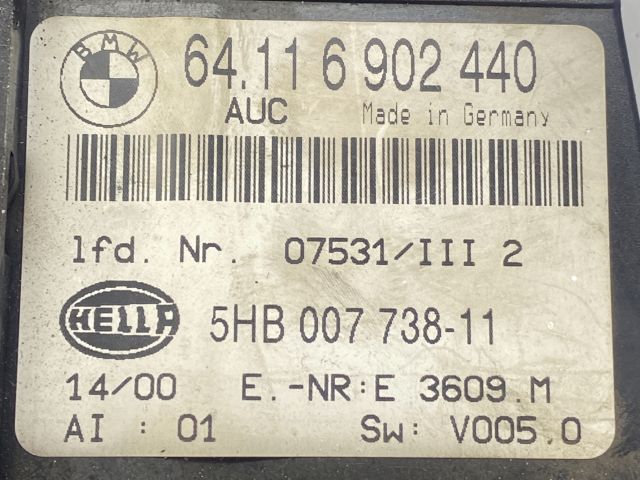 BMW 64.11 6 902 440
AUC Made in Germany
lfd. Nr. 07531/III 2
HELLA 5HB 007 738-11
14/00 E.-NR:E 3609.M
AI : 01 Sw: V005.0